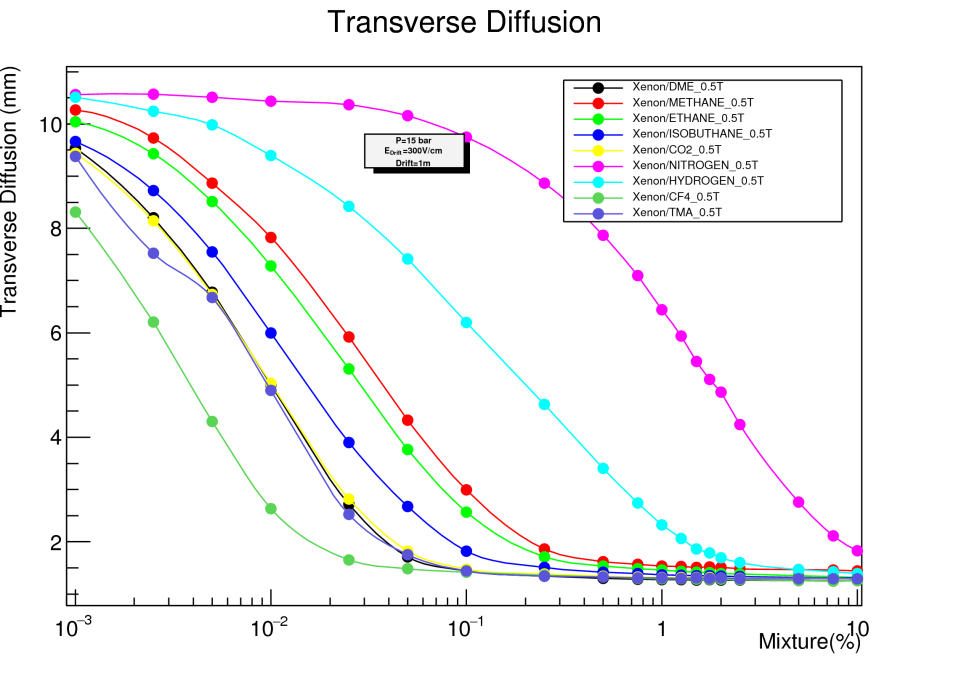 Transverse Diffusion
Transverse Diffusion (mm)
10
8
6
4
2
P=15 bar
E_Drift=300V/cm
Drift=1m
Xenon/DME_0.5T
Xenon/METHANE_0.5T
Xenon/ETHANE_0.5T
Xenon/ISOBUTHANE_0.5T
Xenon/CO2_0.5T
Xenon/NITROGEN_0.5T
Xenon/HYDROGEN_0.5T
Xenon/CF4_0.5T
Xenon/TMA_0.5T
10⁻³ 10⁻² 10⁻¹ 1 10
Mixture(%)